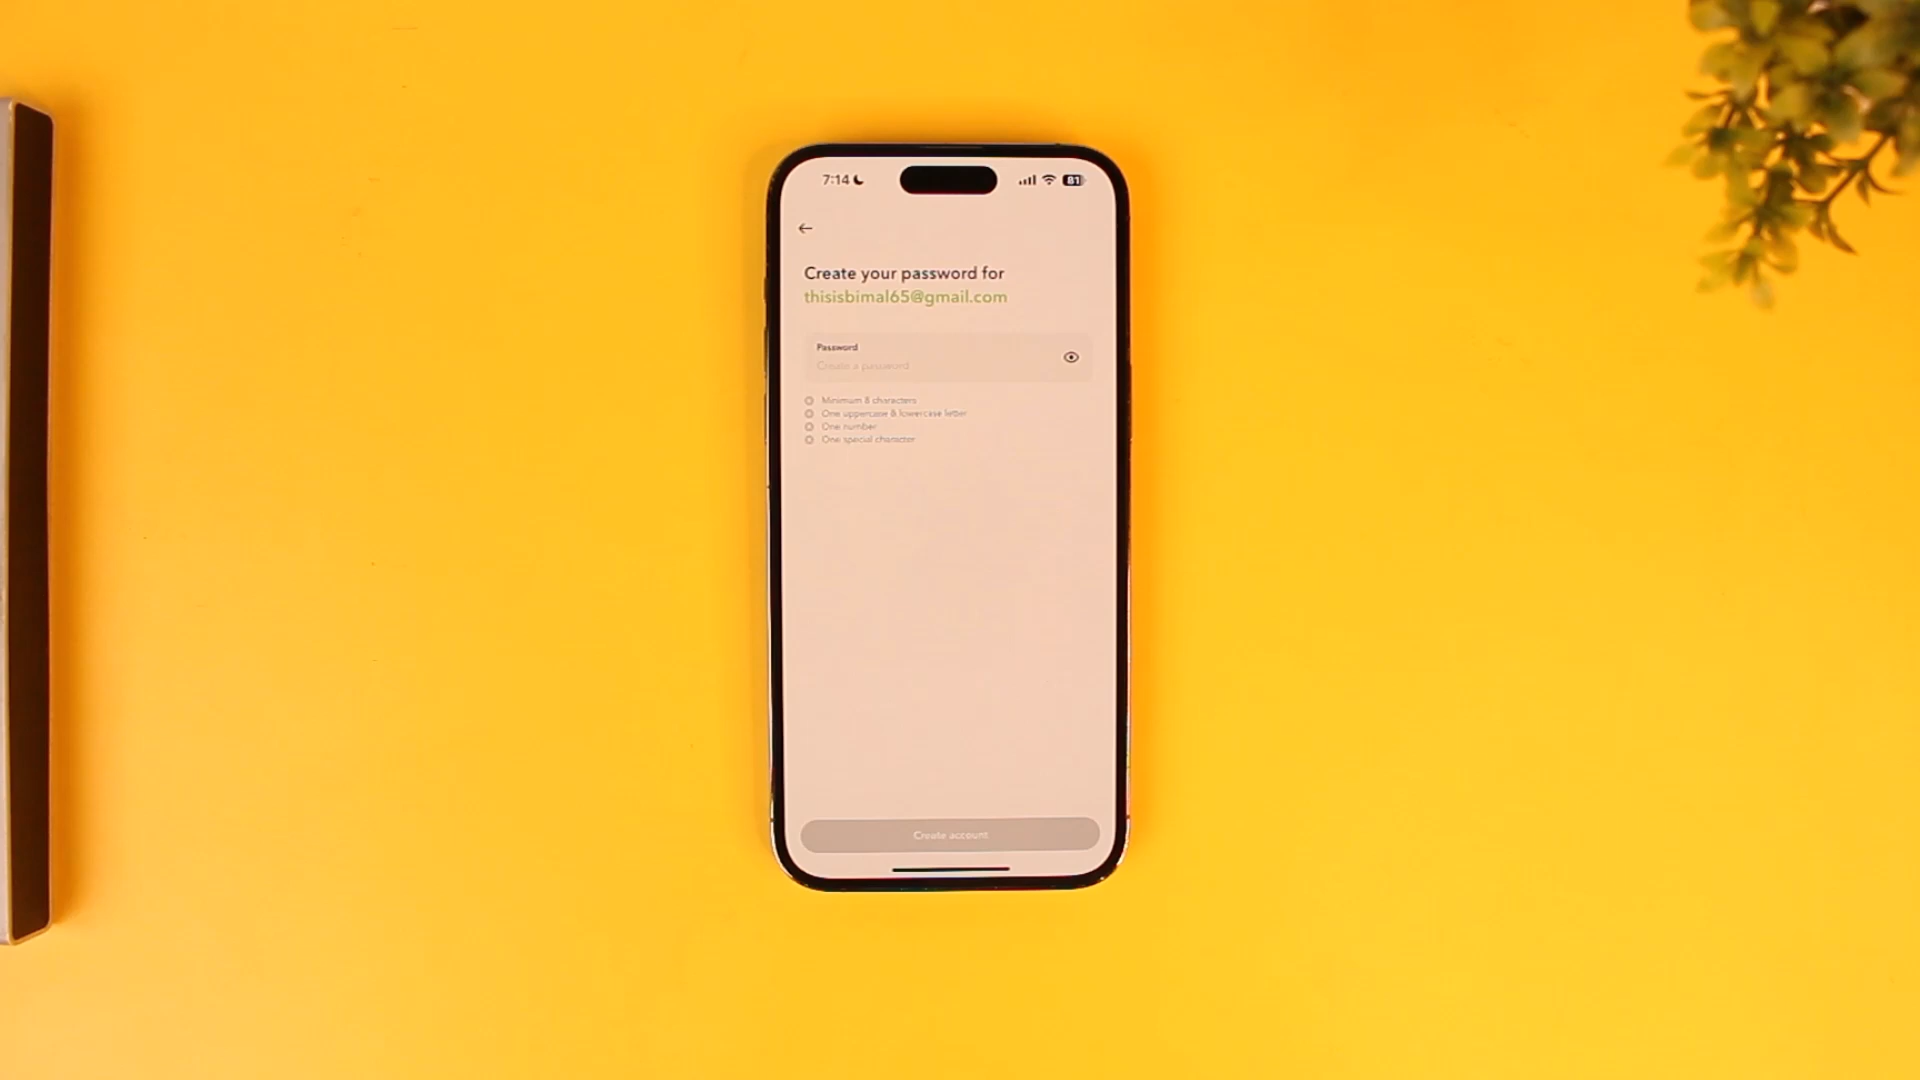 7:14
81
Create your password for
thisisbimal65@gmail.com
Password
Create a password
Minimum 8 characters
One uppercase & lowercase letter
One number
One special character
Create account